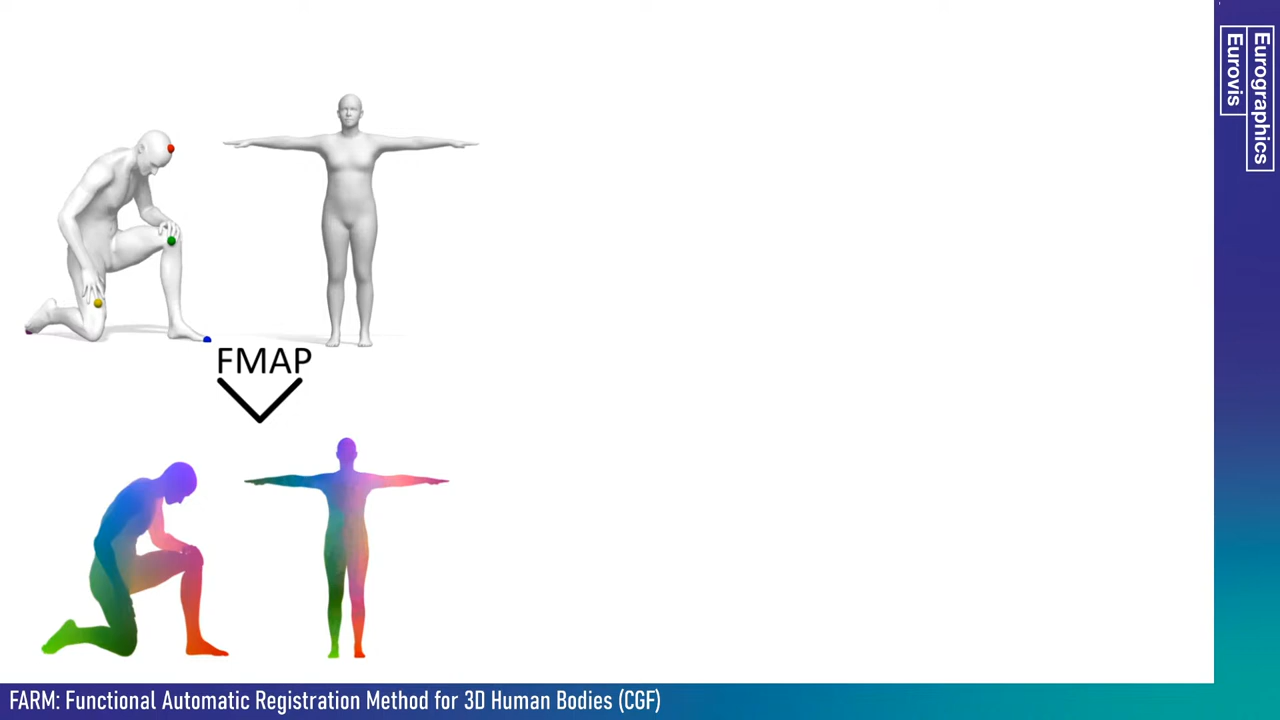 Eurographics
Eurovis
FMAP
FARM: Functional Automatic Registration Method for 3D Human Bodies (CGF)